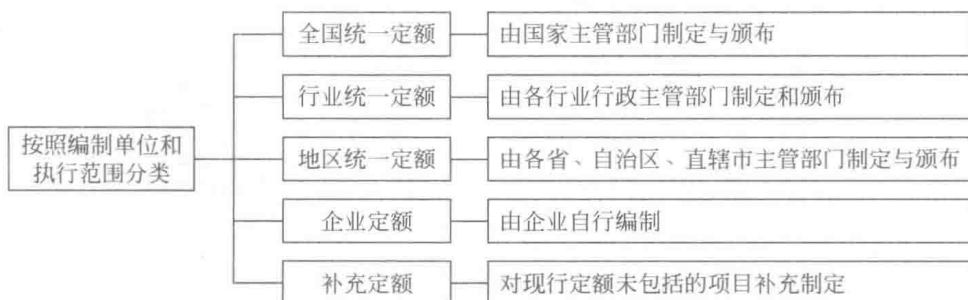 全国统一定额
由国家主管部门制定与颁布
行业统一定额
由各行业行政主管部门制定和颁布
按照编制单位和
执行范围分类
地区统一定额
由各省、自治区、直辖市主管部门制定与颁布
企业定额
由企业自行编制
补充定额
对现行定额未包括的项目补充制定